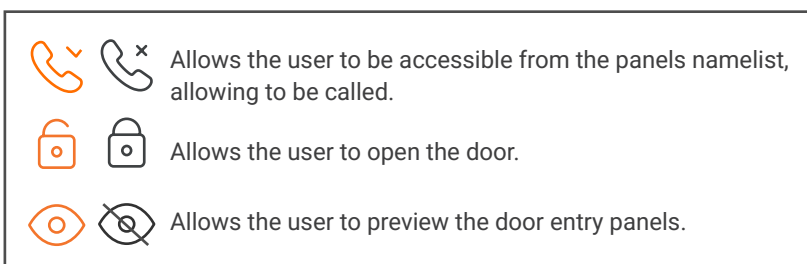 Allows the user to be accessible from the panels namelist,
allowing to be called.
Allows the user to open the door.
Allows the user to preview the door entry panels.